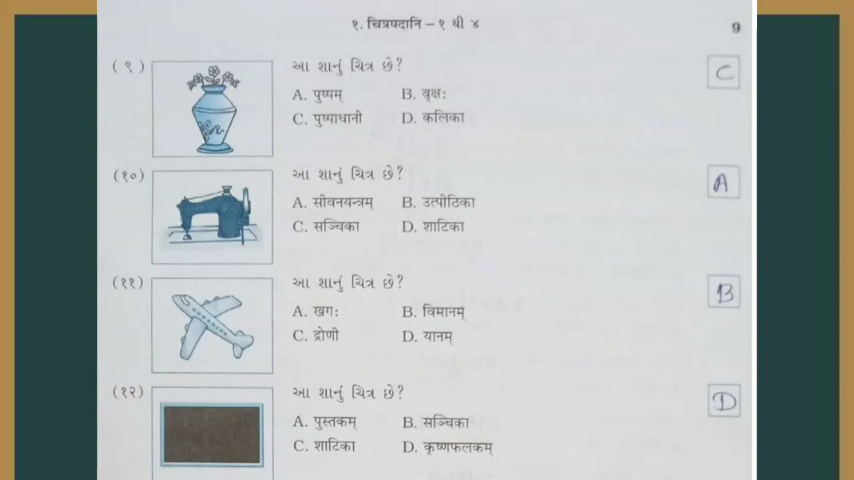 १. चित्रपदानि – १ થી ४
9
(९) આ શાનું ચિત્ર છે? C
A. पुष्पम् B. वृक्षः
C. पुष्पाधानी D. कलिका
(१०) આ શાનું ચિત્ર છે? A
A. सीवनयन्त्रम् B. उत्पीठिका
C. सञ्चिका D. शाटिका
(११) આ શાનું ચિત્ર છે? B
A. खगः B. विमानम्
C. द्रोणी D. यानम्
(१२) આ શાનું ચિત્ર છે? D
A. पुस्तकम् B. सञ्चिका
C. शाटिका D. कृष्णफलकम्